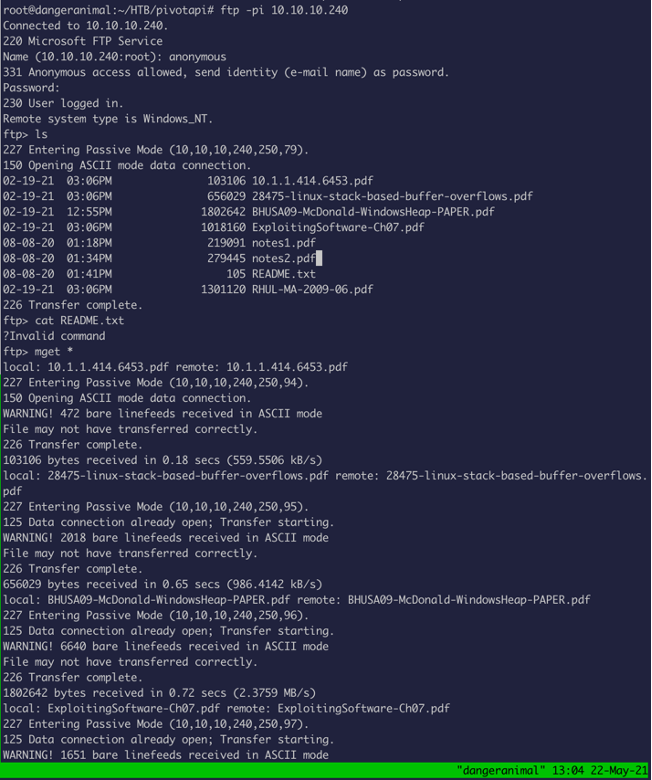 root@dangeranimal:~/HTB/pivotapi# ftp -pi 10.10.10.240
Connected to 10.10.10.240.
220 Microsoft FTP Service
Name (10.10.10.240:root): anonymous
331 Anonymous access allowed, send identity (e-mail name) as password.
Password:
230 User logged in.
Remote system type is Windows_NT.
ftp> ls
227 Entering Passive Mode (10,10,10,240,250,79).
150 Opening ASCII mode data connection.
02-19-21  03:06PM               103106 10.1.1.414.6453.pdf
02-19-21  03:06PM               656029 28475-linux-stack-based-buffer-overflows.pdf
02-19-21  12:55PM              1802642 BHUSA09-McDonald-WindowsHeap-PAPER.pdf
02-19-21  03:06PM              1018160 ExploitingSoftware-Ch07.pdf
08-08-20  01:18PM               219091 notes1.pdf
08-08-20  01:34PM               279445 notes2.pdf
08-08-20  01:41PM                  105 README.txt
02-19-21  03:06PM              1301120 RHUL-MA-2009-06.pdf
226 Transfer complete.
ftp> cat README.txt
?Invalid command
ftp> mget *
local: 10.1.1.414.6453.pdf remote: 10.1.1.414.6453.pdf
227 Entering Passive Mode (10,10,10,240,250,94).
150 Opening ASCII mode data connection.
WARNING! 472 bare linefeeds received in ASCII mode
File may not have transferred correctly.
226 Transfer complete.
103106 bytes received in 0.18 secs (559.5506 kB/s)
local: 28475-linux-stack-based-buffer-overflows.pdf remote: 28475-linux-stack-based-buffer-overflows.
pdf
227 Entering Passive Mode (10,10,10,240,250,95).
125 Data connection already open; Transfer starting.
WARNING! 2018 bare linefeeds received in ASCII mode
File may not have transferred correctly.
226 Transfer complete.
656029 bytes received in 0.65 secs (986.4142 kB/s)
local: BHUSA09-McDonald-WindowsHeap-PAPER.pdf remote: BHUSA09-McDonald-WindowsHeap-PAPER.pdf
227 Entering Passive Mode (10,10,10,240,250,96).
125 Data connection already open; Transfer starting.
WARNING! 6640 bare linefeeds received in ASCII mode
File may not have transferred correctly.
226 Transfer complete.
1802642 bytes received in 0.72 secs (2.3759 MB/s)
local: ExploitingSoftware-Ch07.pdf remote: ExploitingSoftware-Ch07.pdf
227 Entering Passive Mode (10,10,10,240,250,97).
125 Data connection already open; Transfer starting.
WARNING! 1651 bare linefeeds received in ASCII mode
"dangeranimal" 13:04 22-May-21